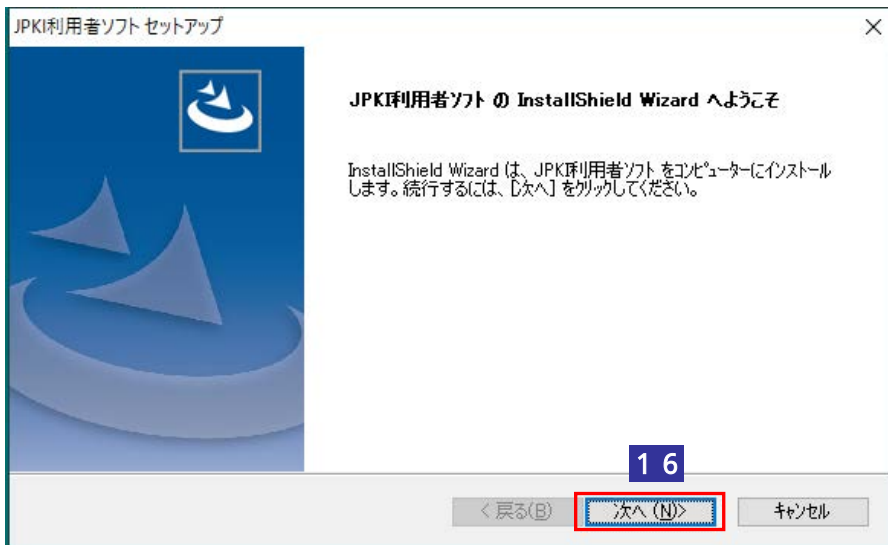 JPKI利用者ソフト セットアップ
JPKI利用者ソフト の InstallShield Wizard へようこそ
InstallShield Wizard は、JPKI利用者ソフト をコンピューターにインストール
します。続行するには、[次へ] をクリックしてください。
１６
< 戻る(B)
次へ (N)>
キャンセル